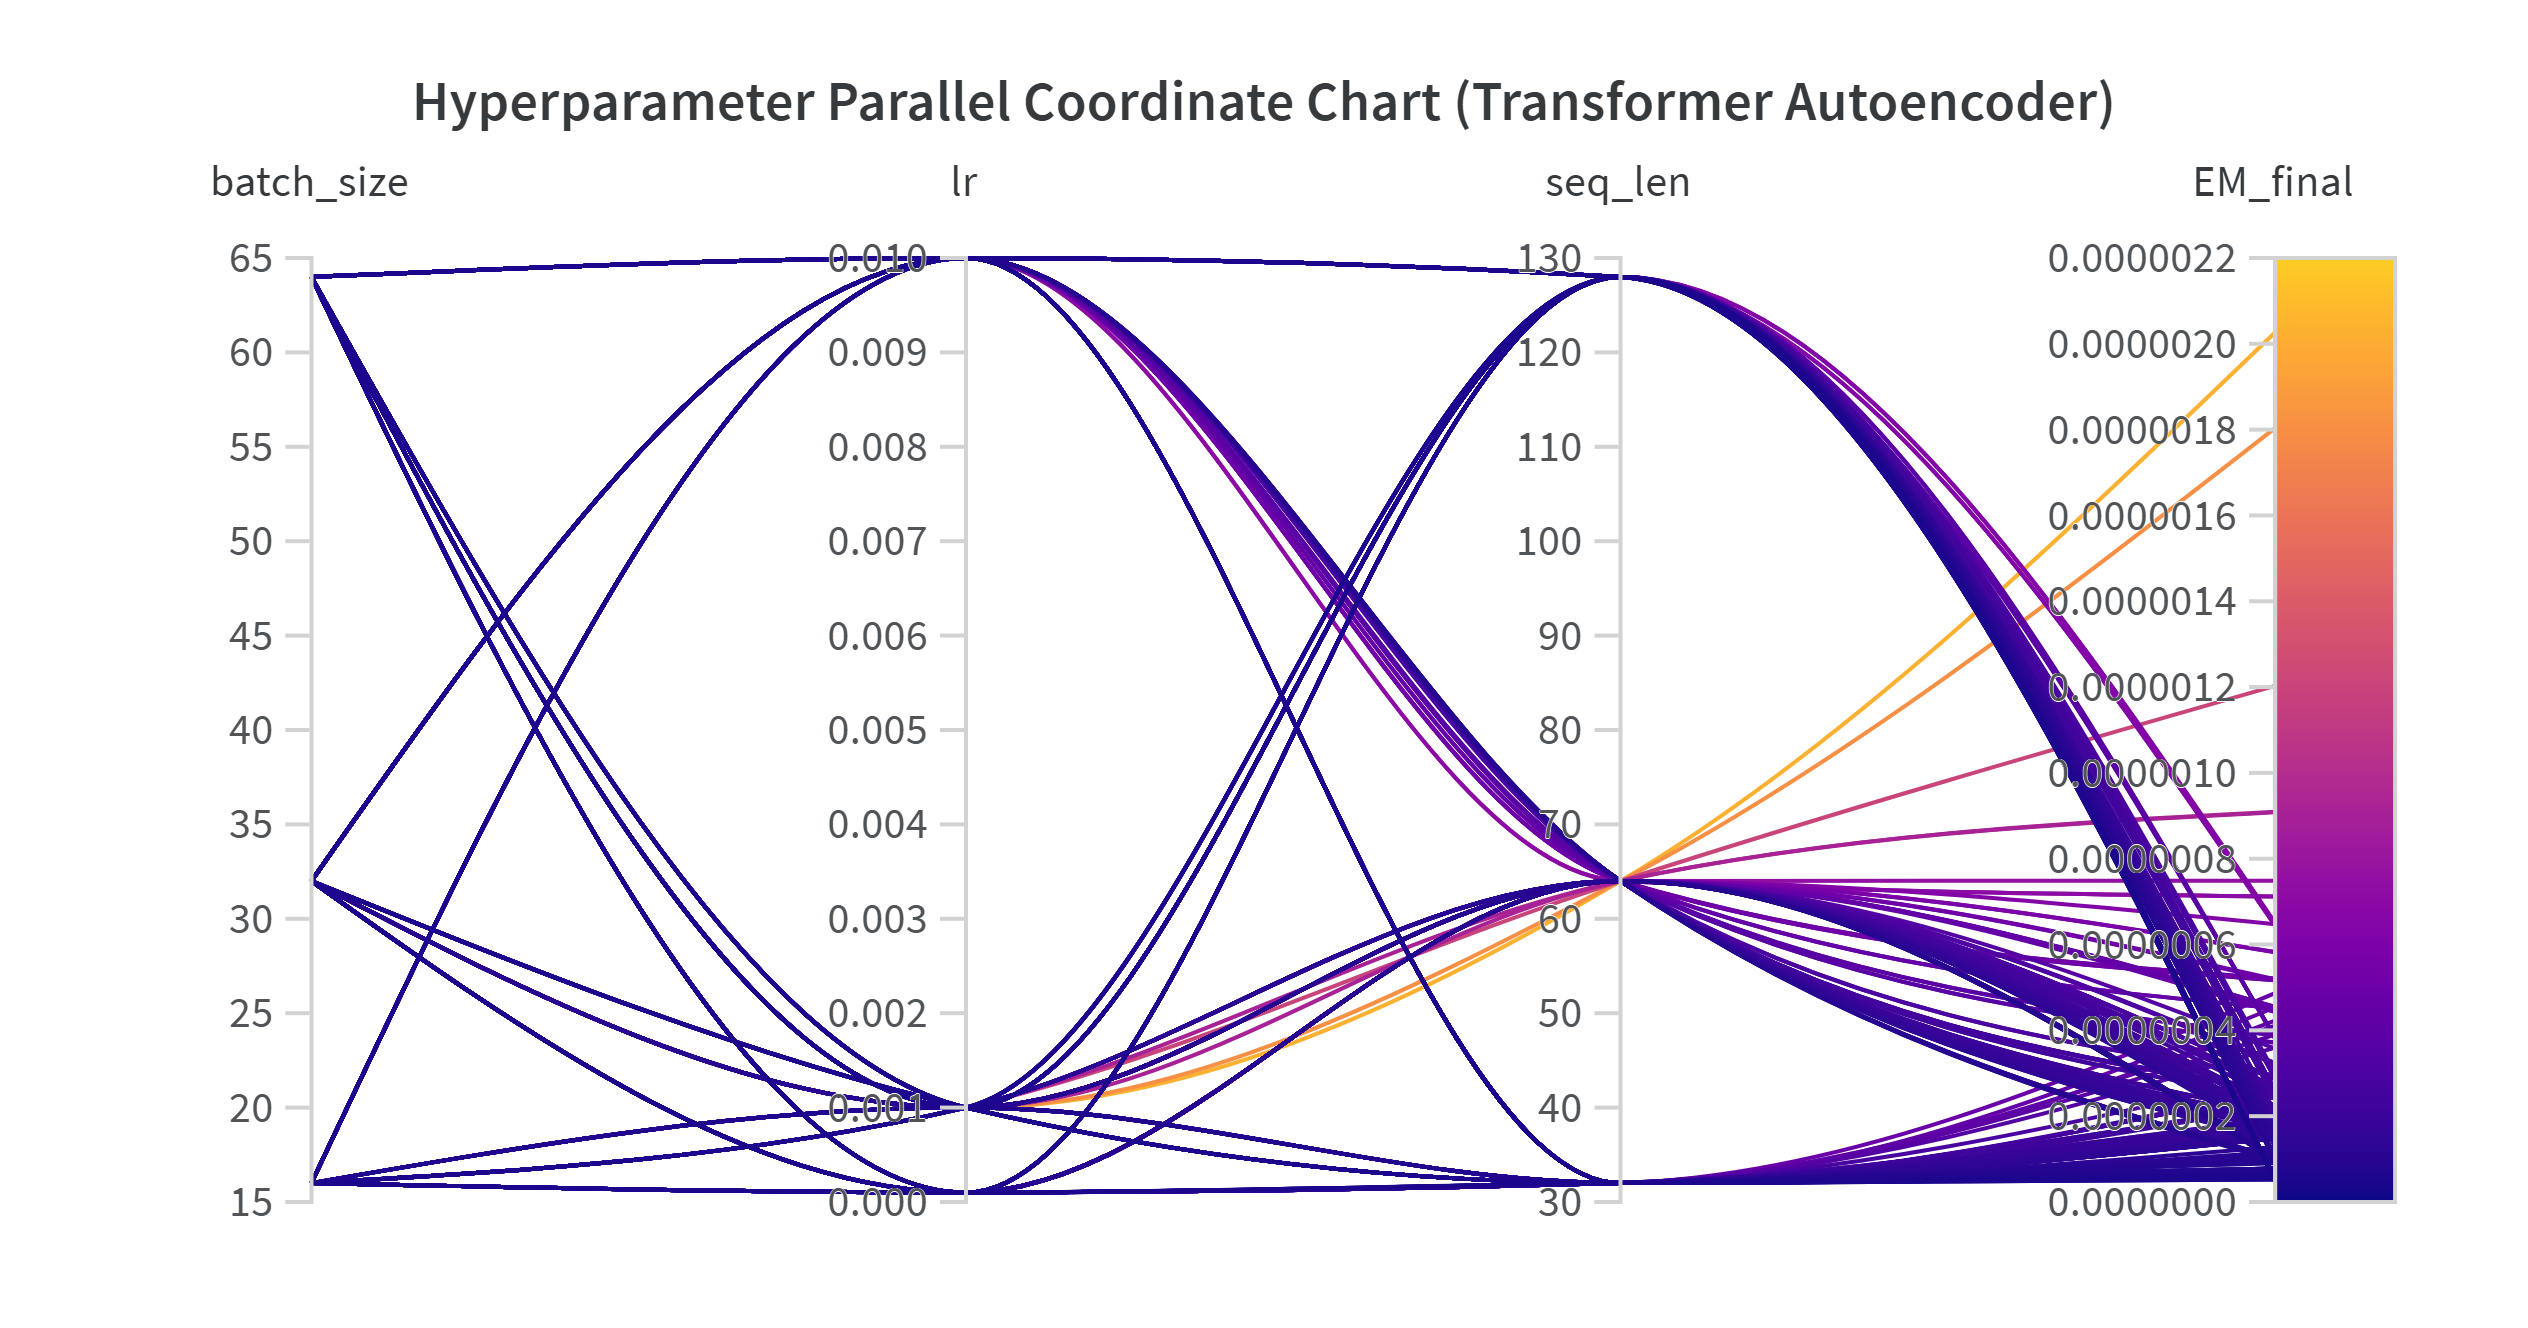 Hyperparameter Parallel Coordinate Chart (Transformer Autoencoder)
batch_size lr seq_len EM_final
65 0.010 130 0.0000022
0.0000020
60 0.009 120
0.0000018
55 0.008 110
0.0000016
50 0.007 100
0.0000014
45 0.006 90
0.0000012
40 0.005 80
0.0000010
35 0.004 70
0.0000008
30 0.003 60
0.0000006
25 0.002 50
0.0000004
20 0.001 40
0.0000002
15 0.000 30 0.0000000